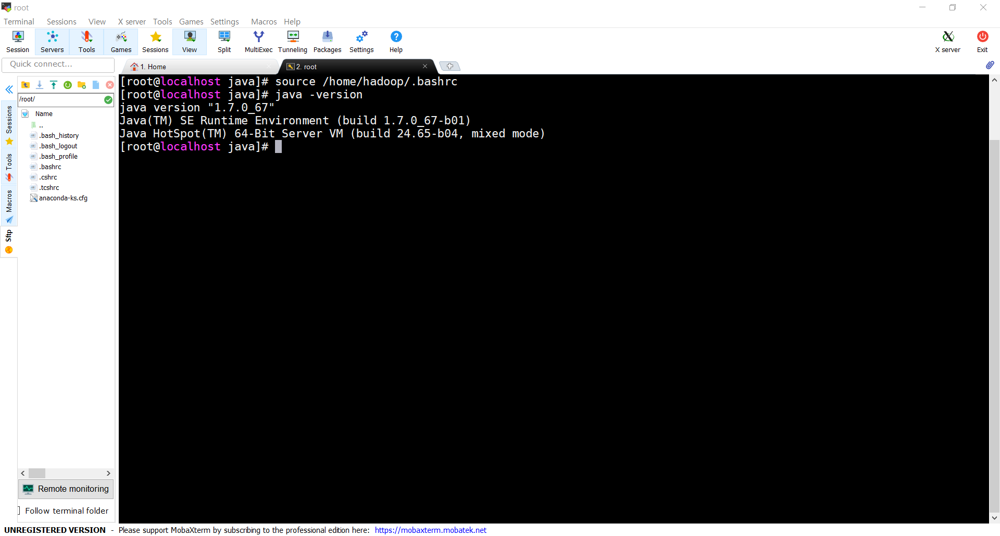 root
Terminal Sessions View X server Tools Games Settings Macros Help
Session Servers Tools Games Sessions View Split MultiExec Tunneling Packages Settings Help X server Exit
Quick connect...
1. Home
2. root
/root/
Name
..
.bash_history
.bash_logout
.bash_profile
.bashrc
.cshrc
.tcshrc
anaconda-ks.cfg
Sessions
Tools
Macros
Sftp
Remote monitoring
Follow terminal folder
[root@localhost java]# source /home/hadoop/.bashrc
[root@localhost java]# java -version
java version "1.7.0_67"
Java(TM) SE Runtime Environment (build 1.7.0_67-b01)
Java HotSpot(TM) 64-Bit Server VM (build 24.65-b04, mixed mode)
[root@localhost java]#
UNREGISTERED VERSION - Please support MobaXterm by subscribing to the professional edition here: https://mobaxterm.mobatek.net